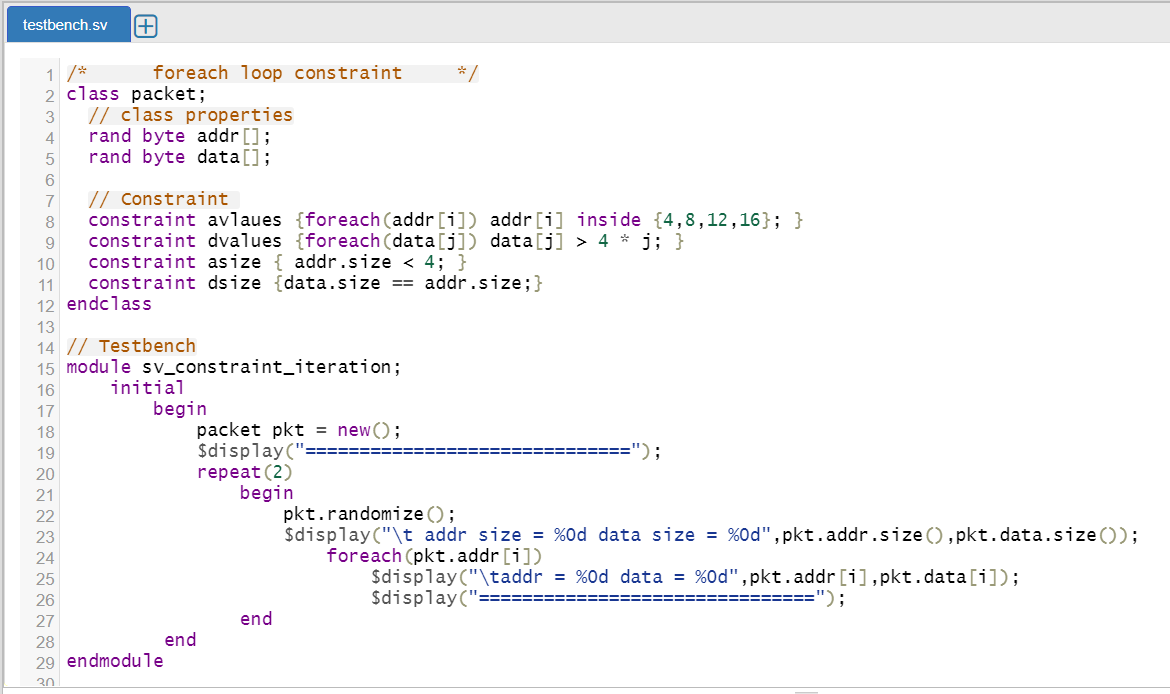 testbench.sv
1 /*      foreach loop constraint     */
2 class packet;
3   // class properties
4   rand byte addr[];
5   rand byte data[];
6
7   // Constraint
8   constraint avlaues {foreach(addr[i]) addr[i] inside {4,8,12,16}; }
9   constraint dvalues {foreach(data[j]) data[j] > 4 * j; }
10   constraint asize { addr.size < 4; }
11   constraint dsize {data.size == addr.size;}
12 endclass
13
14 // Testbench
15 module sv_constraint_iteration;
16     initial
17         begin
18             packet pkt = new();
19             $display("==============================");
20             repeat(2)
21                 begin
22                     pkt.randomize();
23                     $display("\t addr size = %0d data size = %0d",pkt.addr.size(),pkt.data.size());
24                         foreach(pkt.addr[i])
25                             $display("\taddr = %0d data = %0d",pkt.addr[i],pkt.data[i]);
26                             $display("===============================");
27                 end
28          end
29 endmodule
30